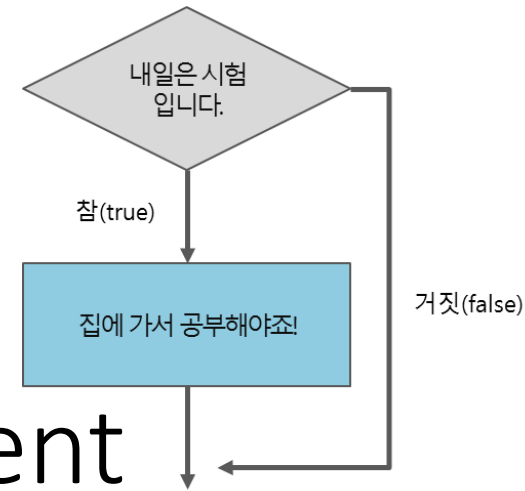 내일은 시험
입니다.
참(true)
집에 가서 공부해야죠!
거짓(false)
ent